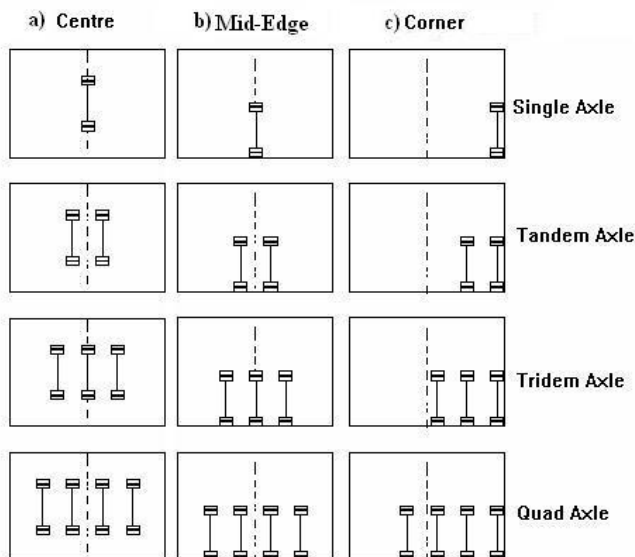 a) Centre
b) Mid-Edge
c) Corner
Single Axle
Tandem Axle
Tridem Axle
Quad Axle